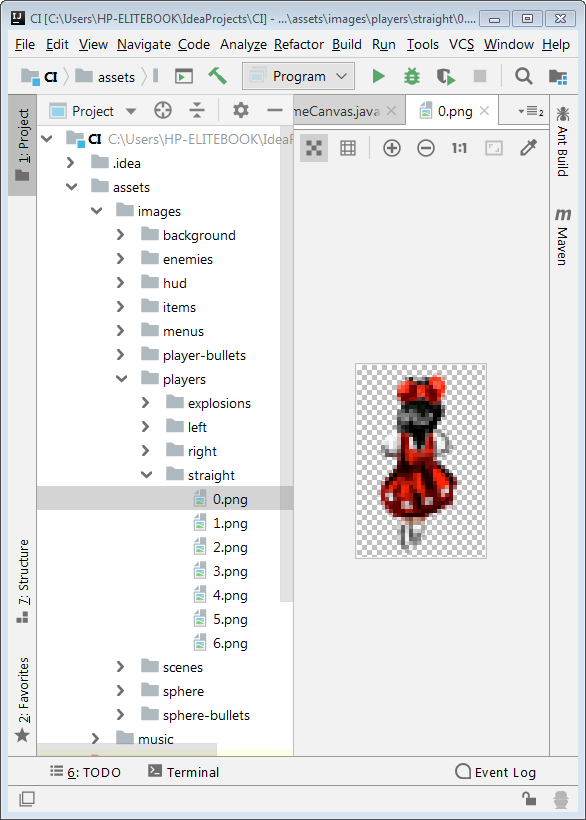 CI [C:\Users\HP-ELITEBOOK\IdeaProjects\CI] - ...\assets\images\players\straight\0....
File Edit View Navigate Code Analyze Refactor Build Run Tools VCS Window Help
CI assets Program
1: Project
Project
meCanvas.java
0.png
2
CI C:\Users\HP-ELITEBOOK\IdeaP
1:1
.idea
assets
images
background
enemies
hud
items
menus
player-bullets
players
explosions
left
right
straight
0.png
1.png
2.png
3.png
4.png
5.png
6.png
scenes
sphere
sphere-bullets
music
7: Structure
2: Favorites
Ant Build
m Maven
6: TODO Terminal Event Log